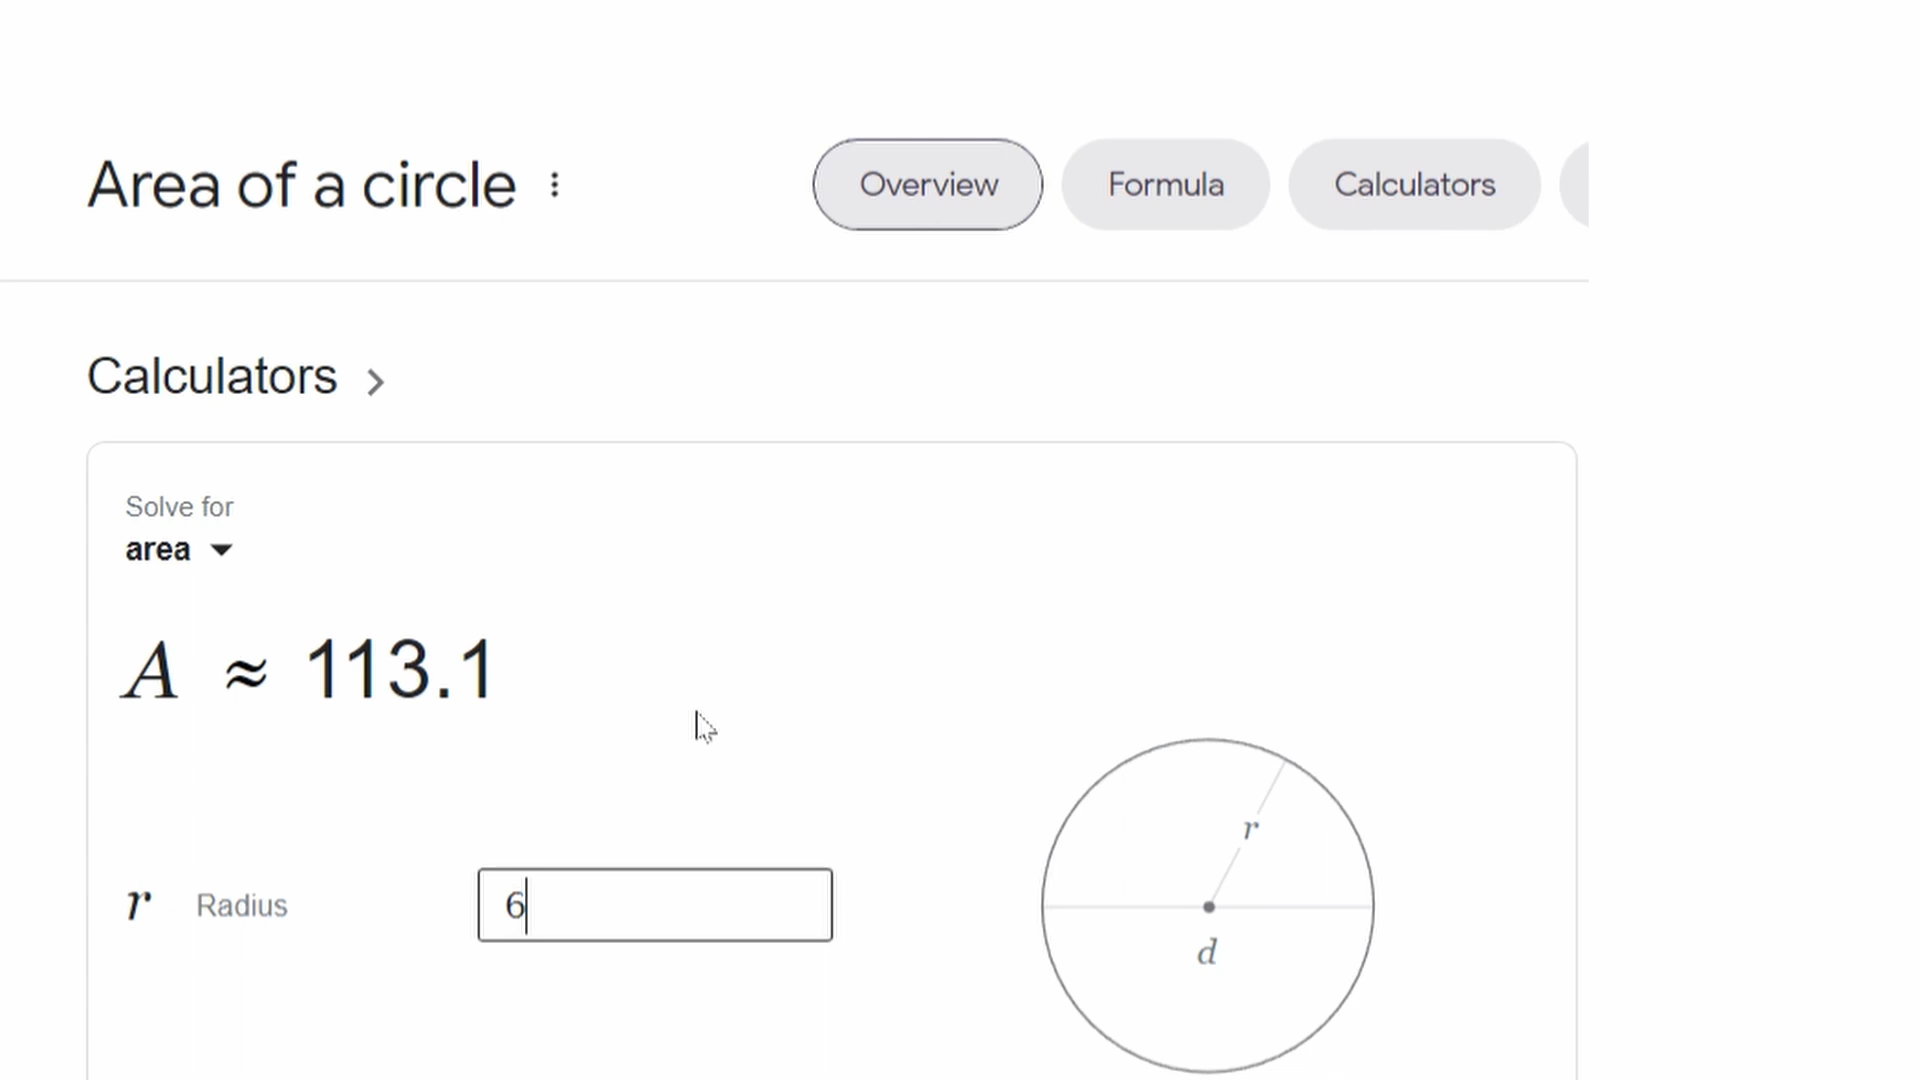 Area of a circle
Overview Formula Calculators
Calculators
Solve for
area
A ≈ 113.1
r Radius 6
r
d